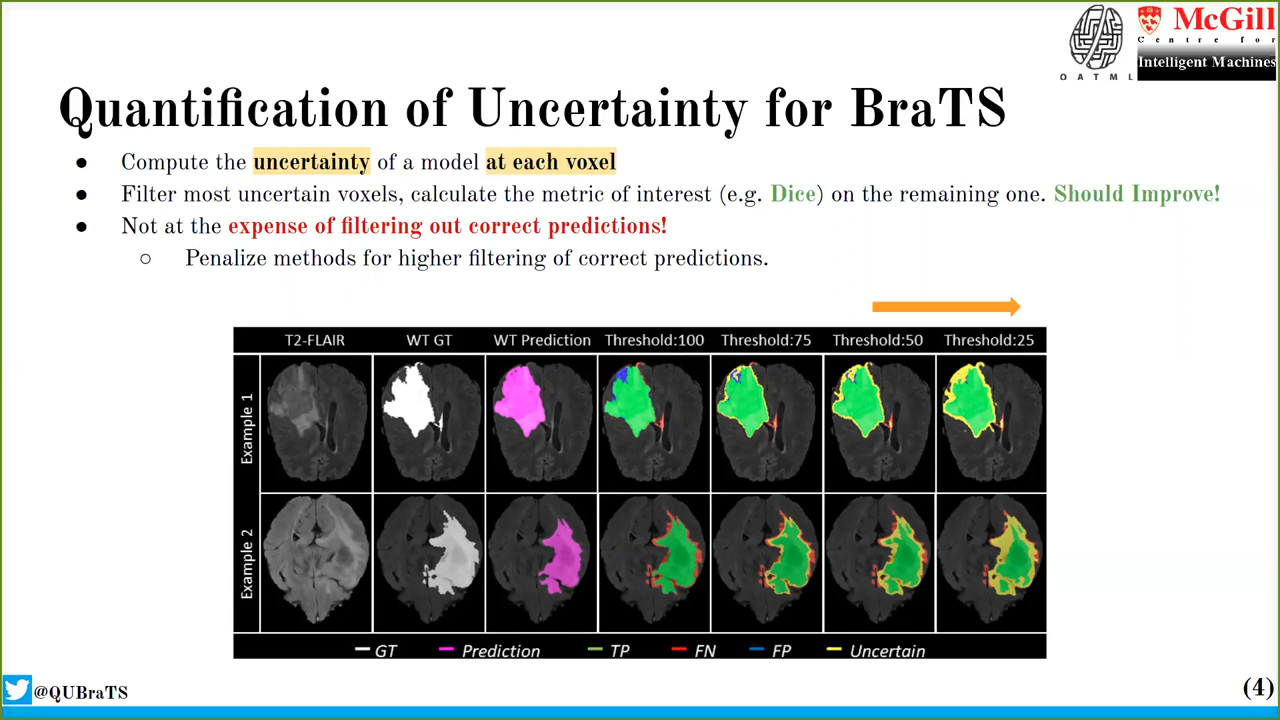 McGill
Centre for
Intelligent Machines
OATML
Quantification of Uncertainty for BraTS
● Compute the uncertainty of a model at each voxel
● Filter most uncertain voxels, calculate the metric of interest (e.g. Dice) on the remaining one. Should Improve!
● Not at the expense of filtering out correct predictions!
○ Penalize methods for higher filtering of correct predictions.
T2-FLAIR WT GT WT Prediction Threshold:100 Threshold:75 Threshold:50 Threshold:25
Example 1
Example 2
GT Prediction TP FN FP Uncertain
@QUBraTS
(4)